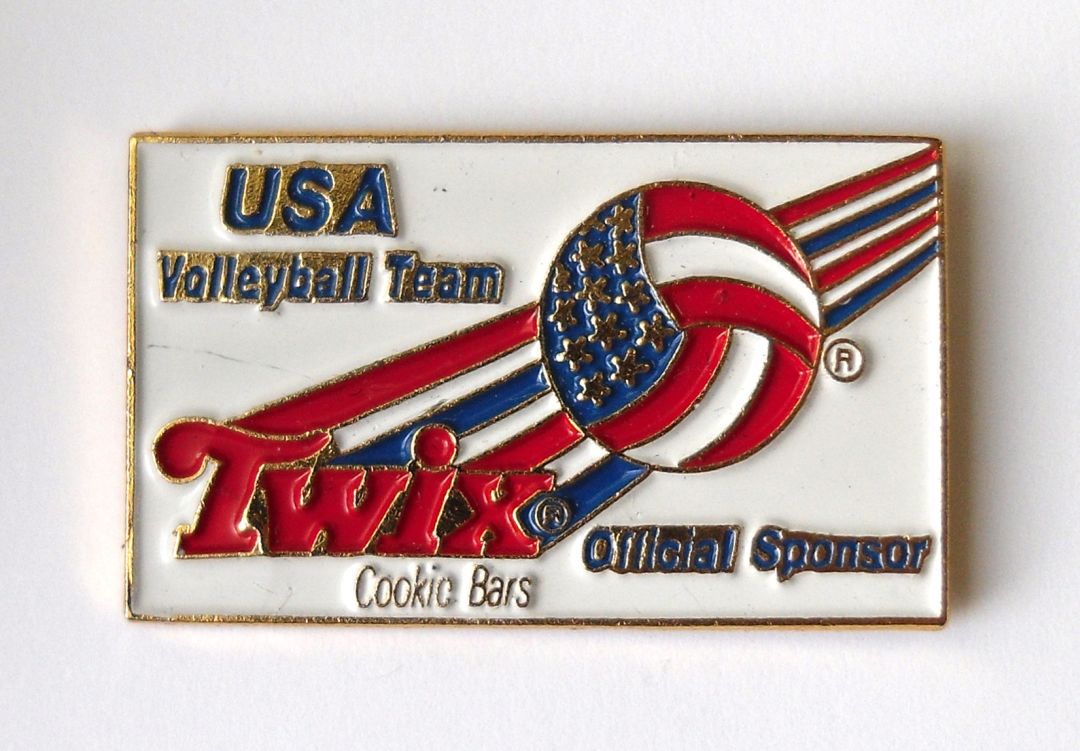 USA
Volleyball Team
®
Twix®
Cookie Bars
Official Sponsor